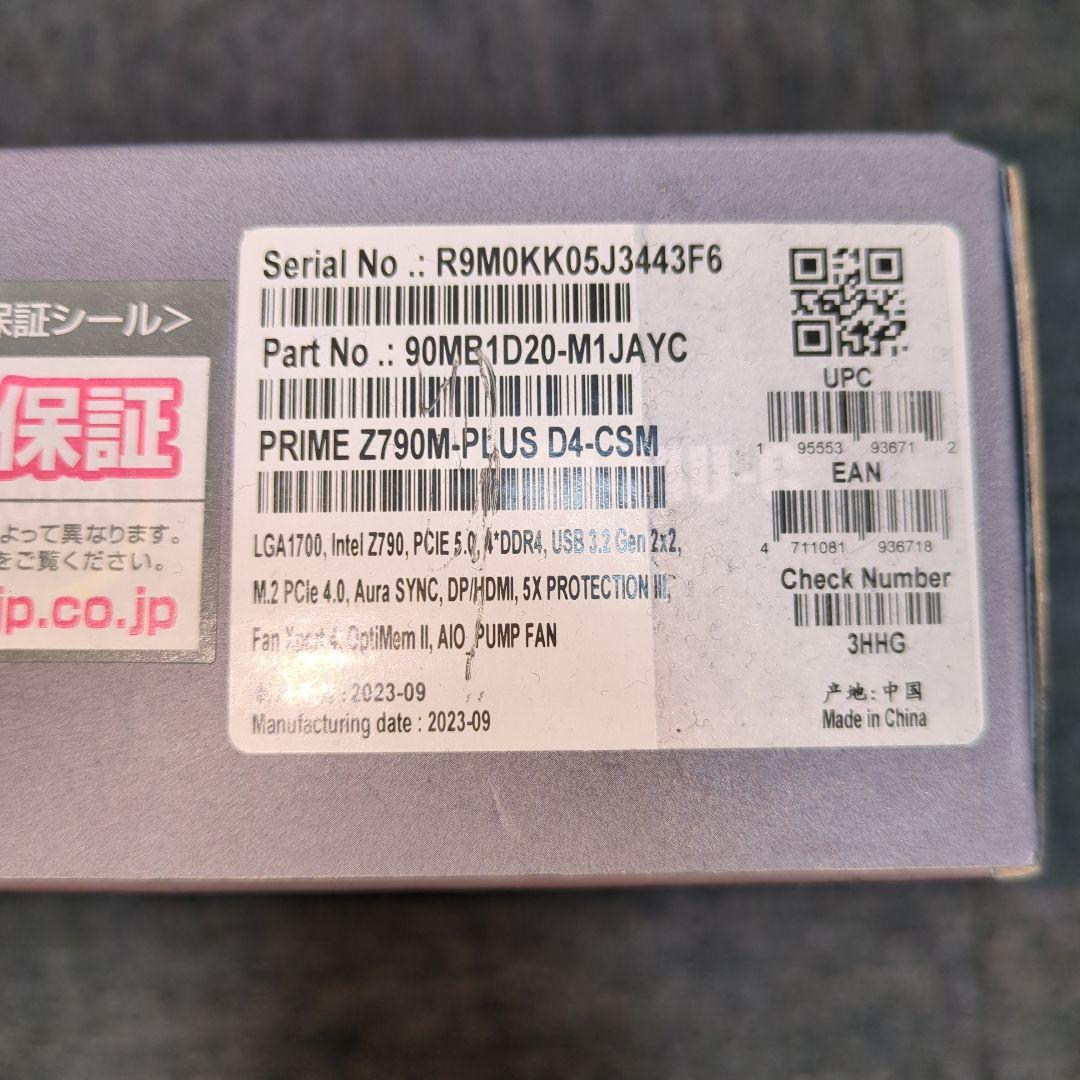 保証シール>
保証
よって異なります。
をご覧ください。
jp.co.jp
Serial No .: R9M0KK05J3443F6
Part No .: 90MB1D20-M1JAYC
PRIME Z790M-PLUS D4-CSM
LGA1700, Intel Z790, PCIE 5.0, 4*DDR4, USB 3.2 Gen 2x2,
M.2 PCIe 4.0, Aura SYNC, DP/HDMI, 5X PROTECTION III,
Fan Xpert 4, OptiMem II, AIO_PUMP FAN
: 2023-09
Manufacturing date : 2023-09
UPC
1 95553 93671 2
EAN
4 711081 936718
Check Number
3HHG
产地: 中国
Made in China